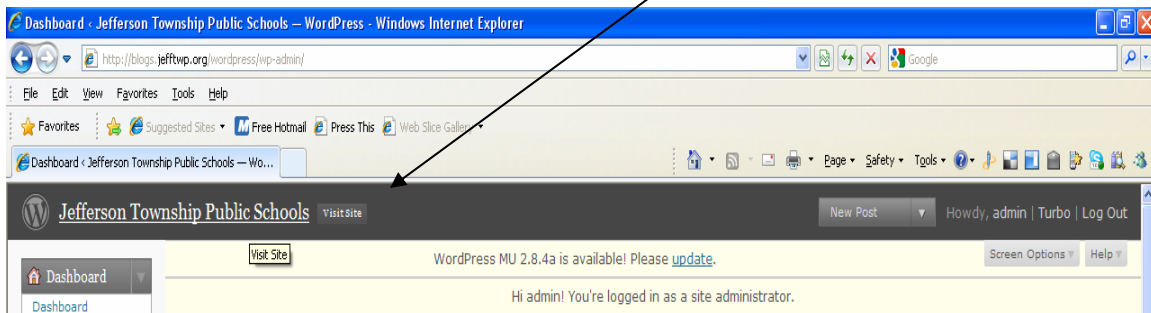 Dashboard ‹ Jefferson Township Public Schools — WordPress - Windows Internet Explorer
http://blogs.jefftwp.org/wordpress/wp-admin/
Google
File Edit View Favorites Tools Help
Favorites Suggested Sites Free Hotmail Press This Web Slice Gallery
Dashboard ‹ Jefferson Township Public Schools — Wo...
Page Safety Tools
Jefferson Township Public Schools Visit Site
New Post Howdy, admin | Turbo | Log Out
Visit Site
WordPress MU 2.8.4a is available! Please update.
Screen Options Help
Dashboard
Hi admin! You're logged in as a site administrator.
Dashboard